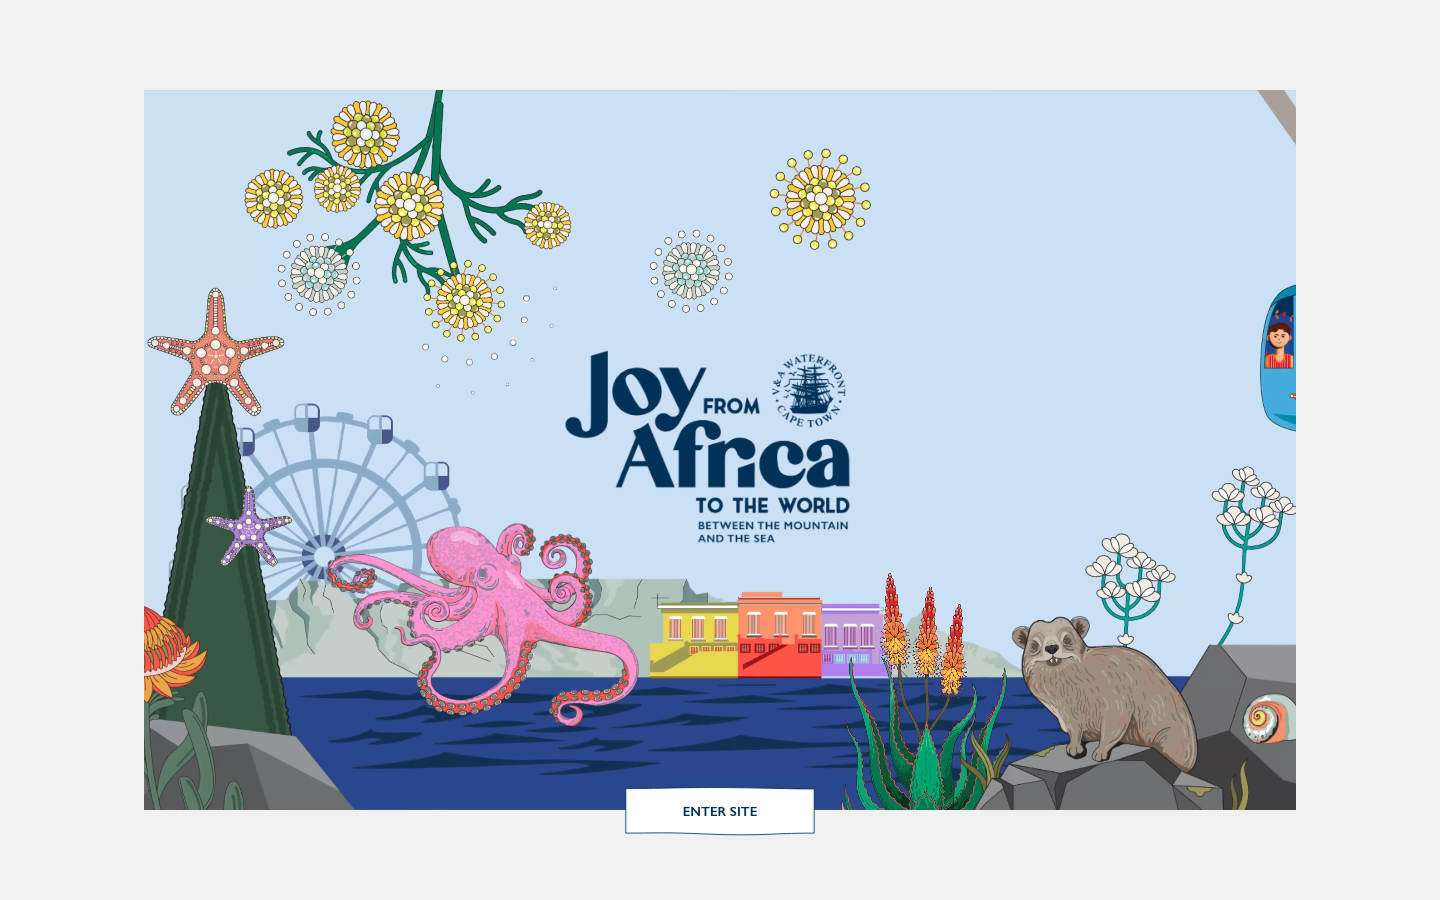 Joy FROM
V&A WATERFRONT
· CAPE TOWN ·
Africa
TO THE WORLD
BETWEEN THE MOUNTAIN
AND THE SEA
ENTER SITE